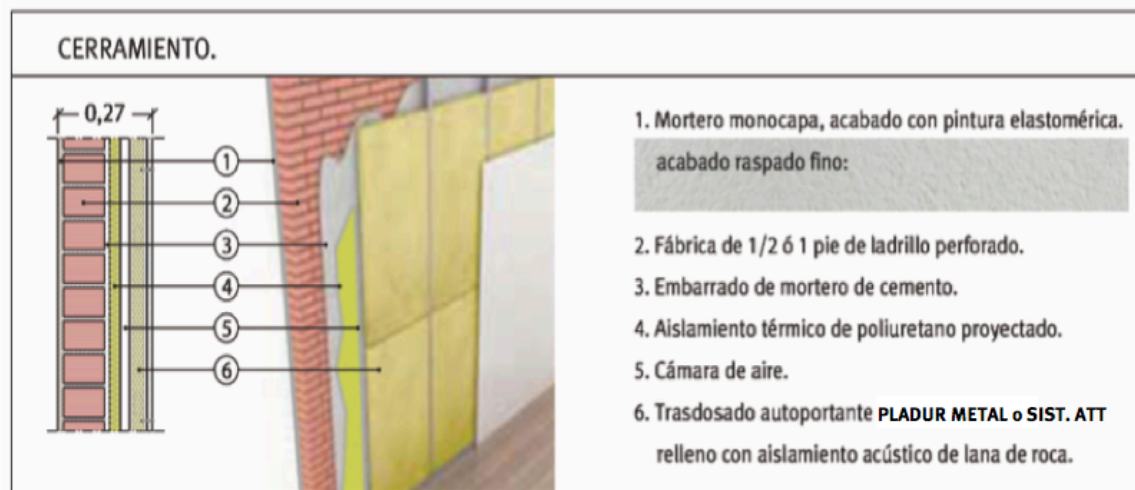 CERRAMIENTO.
0,27
1
2
3
4
5
6
1. Mortero monocapa, acabado con pintura elastomérica.
acabado raspado fino:
2. Fábrica de 1/2 ó 1 pie de ladrillo perforado.
3. Embarrado de mortero de cemento.
4. Aislamiento térmico de poliuretano proyectado.
5. Cámara de aire.
6. Trasdosado autoportante PLADUR METAL o SIST. ATT
relleno con aislamiento acústico de lana de roca.